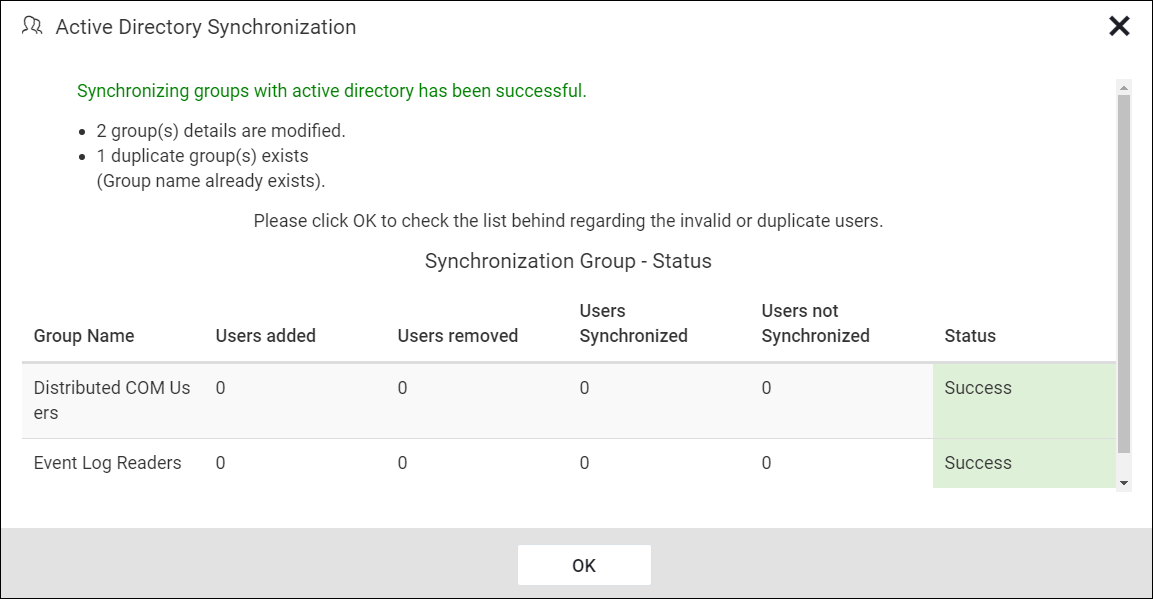 Active Directory Synchronization
Synchronizing groups with active directory has been successful.
2 group(s) details are modified.
1 duplicate group(s) exists
(Group name already exists).
Please click OK to check the list behind regarding the invalid or duplicate users.
Synchronization Group - Status
Group Name Users added Users removed Users Synchronized Users not Synchronized Status
Distributed COM Us
ers 0 0 0 0 Success
Event Log Readers 0 0 0 0 Success
OK